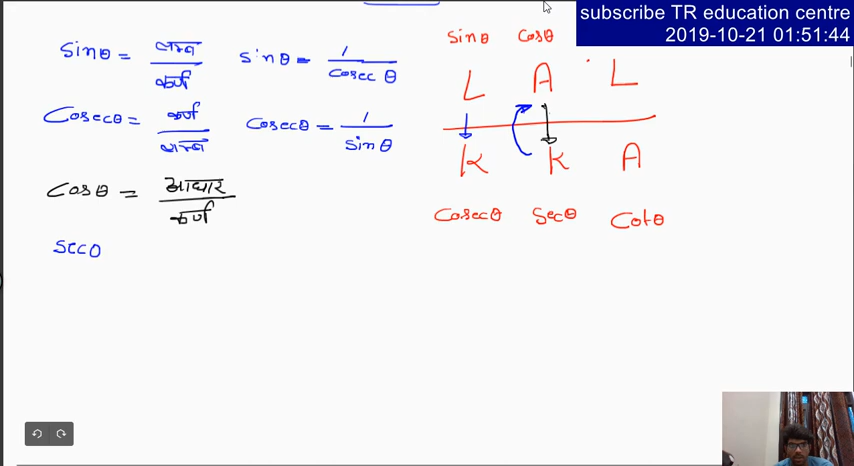 subscribe TR education centre
2019-10-21 01:51:44
sinθ = लम्ब / कर्ण
sinθ = 1 / cosec θ
Cosecθ = कर्ण / लम्ब
Cosecθ = 1 / sinθ
Cosθ = आधार / कर्ण
secθ
Sinθ Cosθ
L A L
K K A
Cosecθ Secθ Cotθ